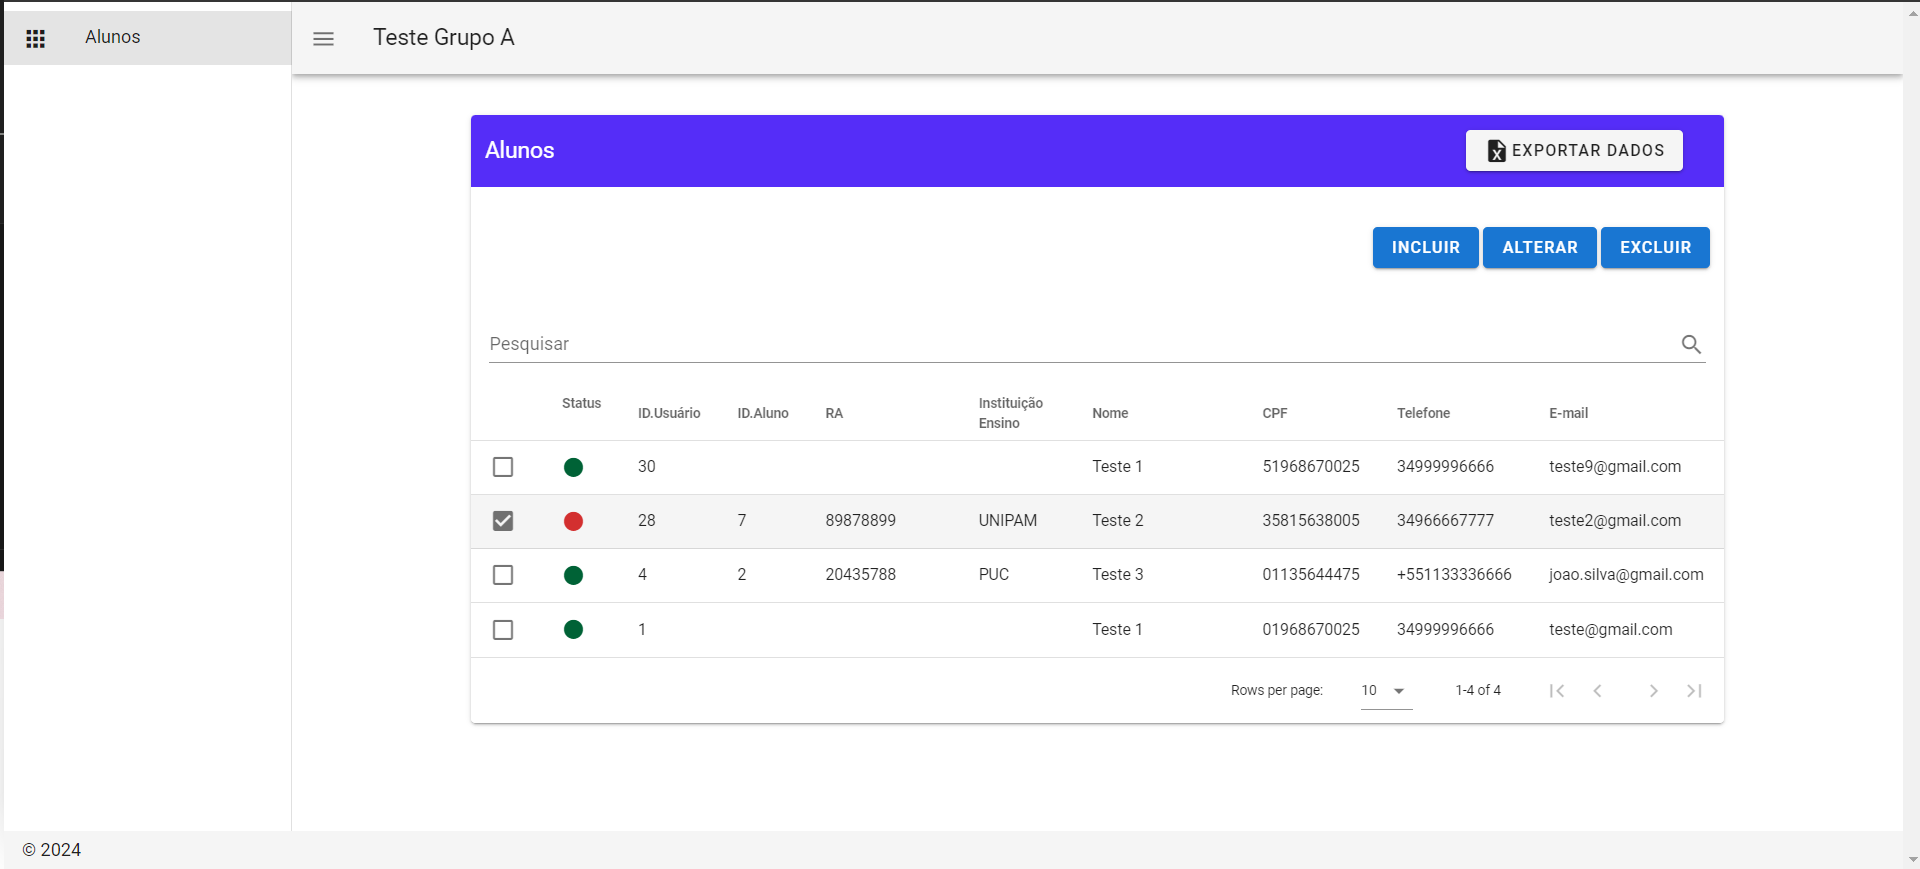 Alunos
Teste Grupo A
Alunos
EXPORTAR DADOS
INCLUIR ALTERAR EXCLUIR
Pesquisar
Status ID.Usuário ID.Aluno RA Instituição Ensino Nome CPF Telefone E-mail
30 Teste 1 51968670025 34999996666 teste9@gmail.com
28 7 89878899 UNIPAM Teste 2 35815638005 34966667777 teste2@gmail.com
4 2 20435788 PUC Teste 3 01135644475 +551133336666 joao.silva@gmail.com
1 Teste 1 01968670025 34999996666 teste@gmail.com
Rows per page: 10 1-4 of 4
© 2024